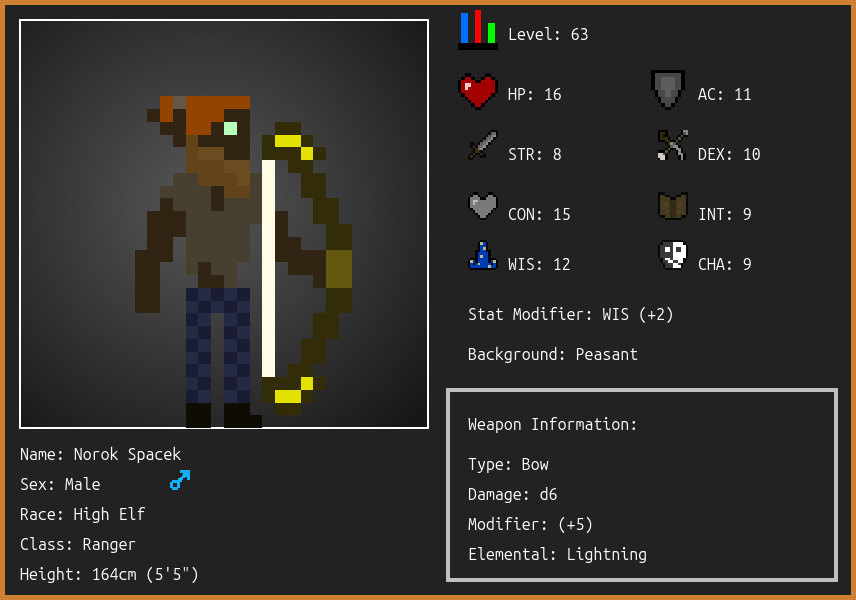 Level: 63
HP: 16
AC: 11
STR: 8
DEX: 10
CON: 15
INT: 9
WIS: 12
CHA: 9
Stat Modifier: WIS (+2)
Background: Peasant
Weapon Information:
Type: Bow
Damage: d6
Modifier: (+5)
Elemental: Lightning
Name: Norok Spacek
Sex: Male
Race: High Elf
Class: Ranger
Height: 164cm (5'5")